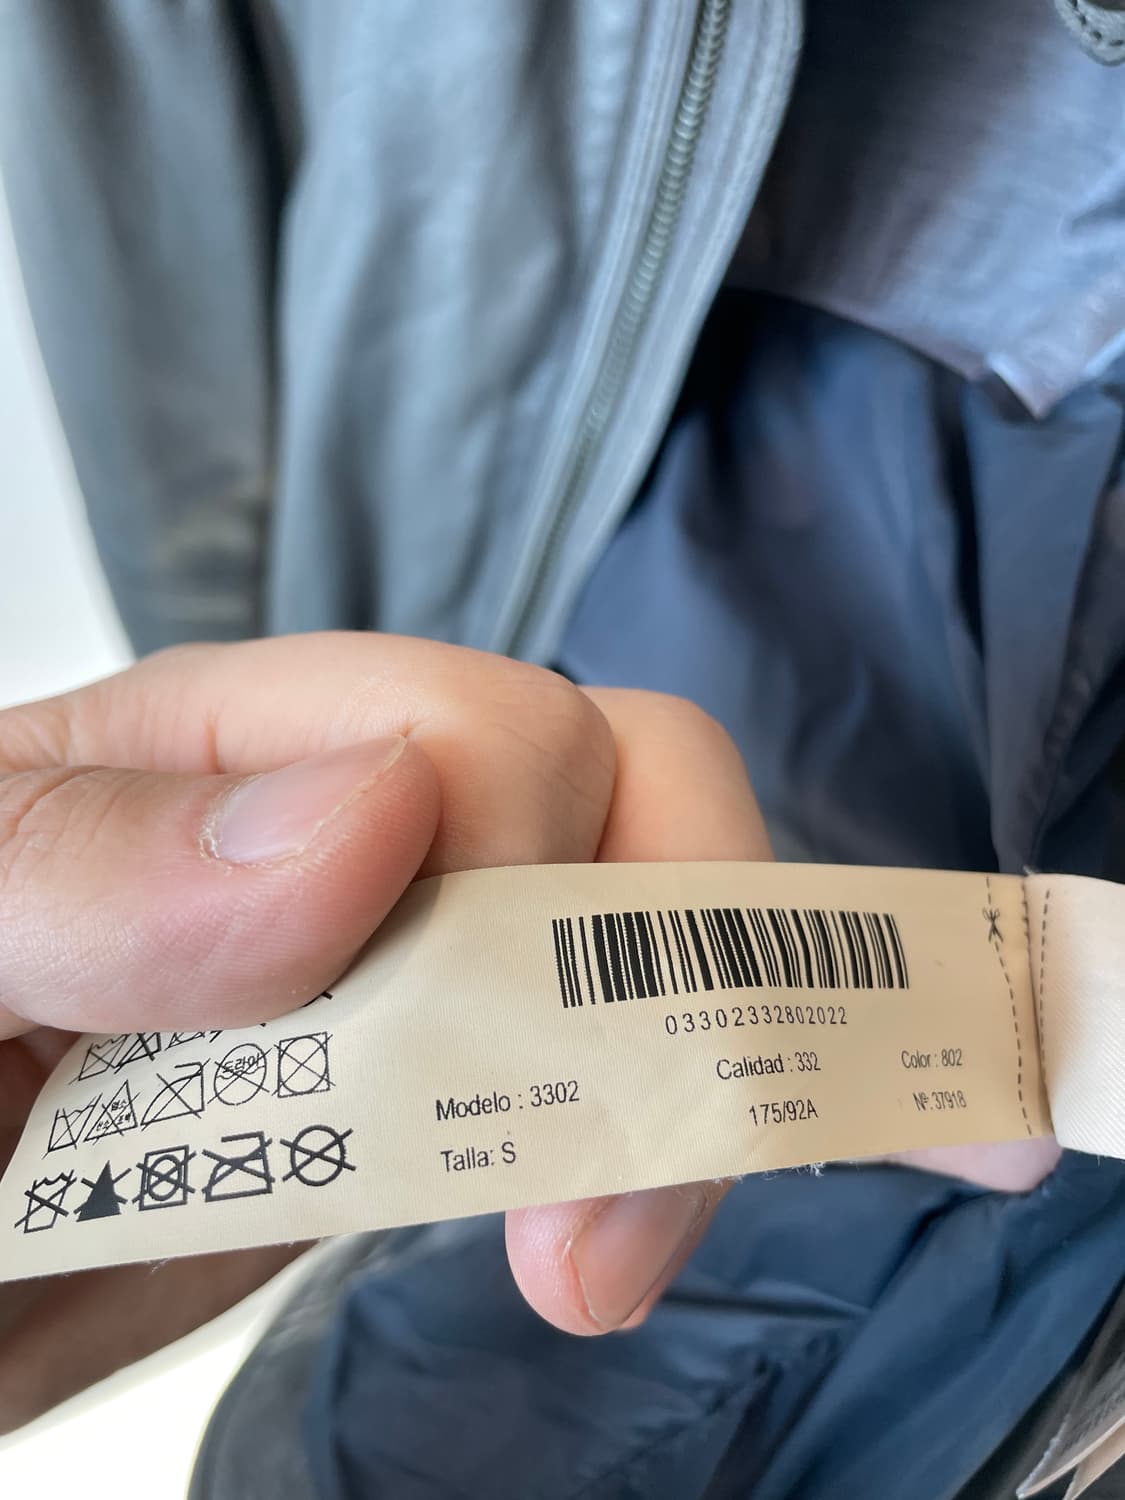 03302332802022
Modelo : 3302 Calidad : 332 Color : 802
Talla: S 175/92A Nº: 37918